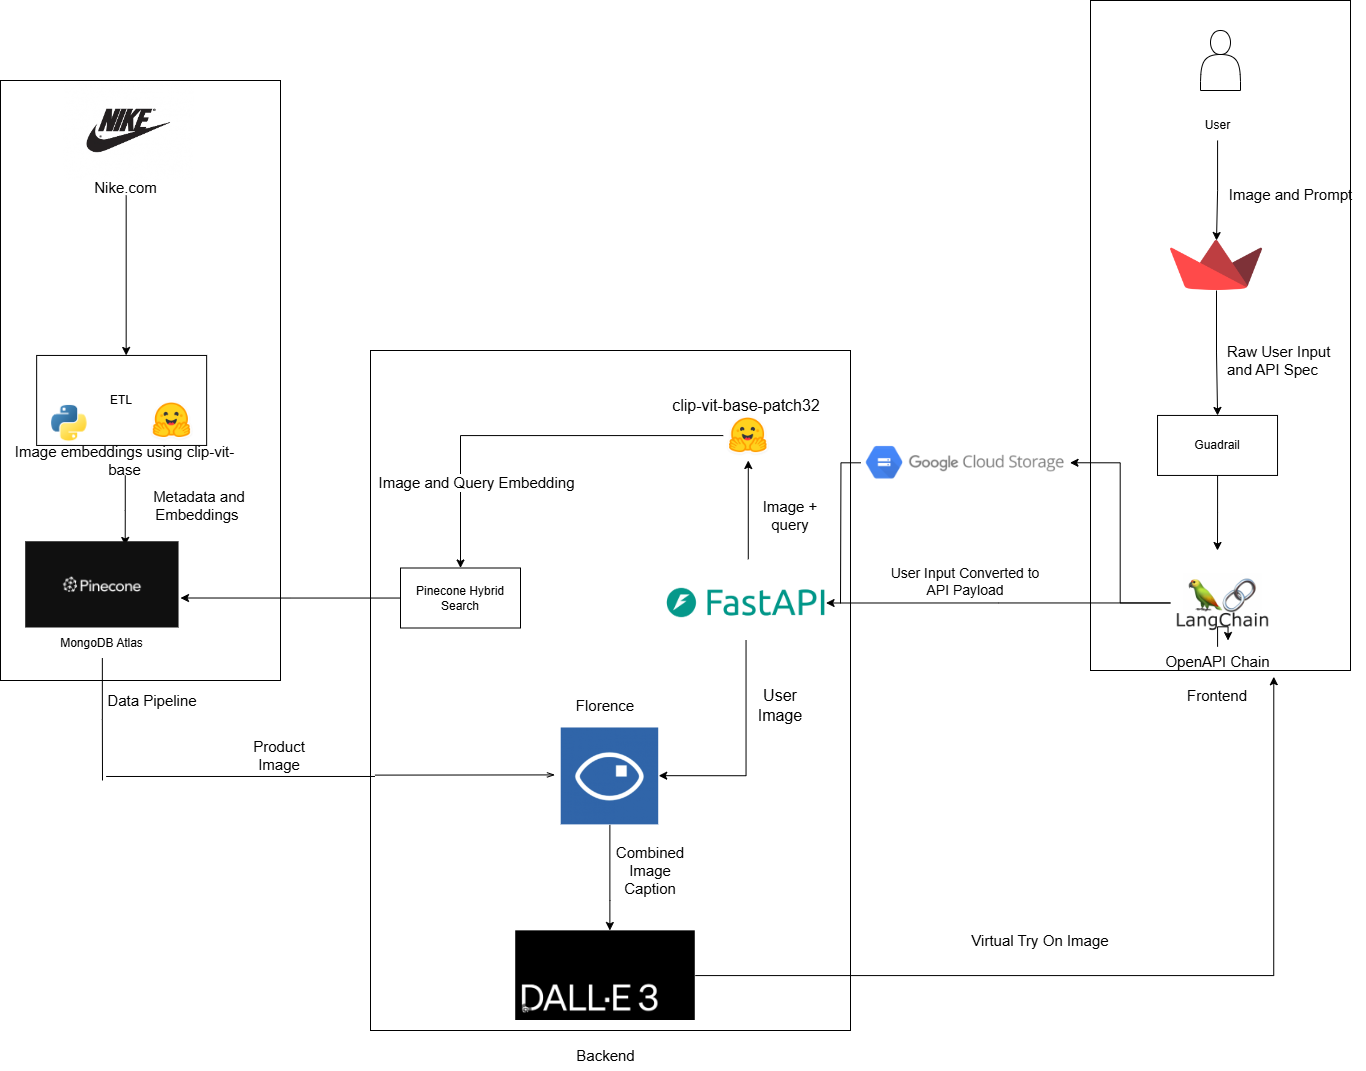 NIKE
Nike.com
ETL
Image embeddings using clip-vit-
base
Metadata and
Embeddings
Pinecone
MongoDB Atlas
Data Pipeline
Product
Image
clip-vit-base-patch32
Image and Query Embedding
Image +
query
Pinecone Hybrid
Search
FastAPI
User
Image
Florence
Combined
Image
Caption
DALL·E 3
Backend
Virtual Try On Image
Google Cloud Storage
User Input Converted to
API Payload
User
Image and Prompt
Raw User Input
and API Spec
Guadrail
LangChain
OpenAPI Chain
Frontend